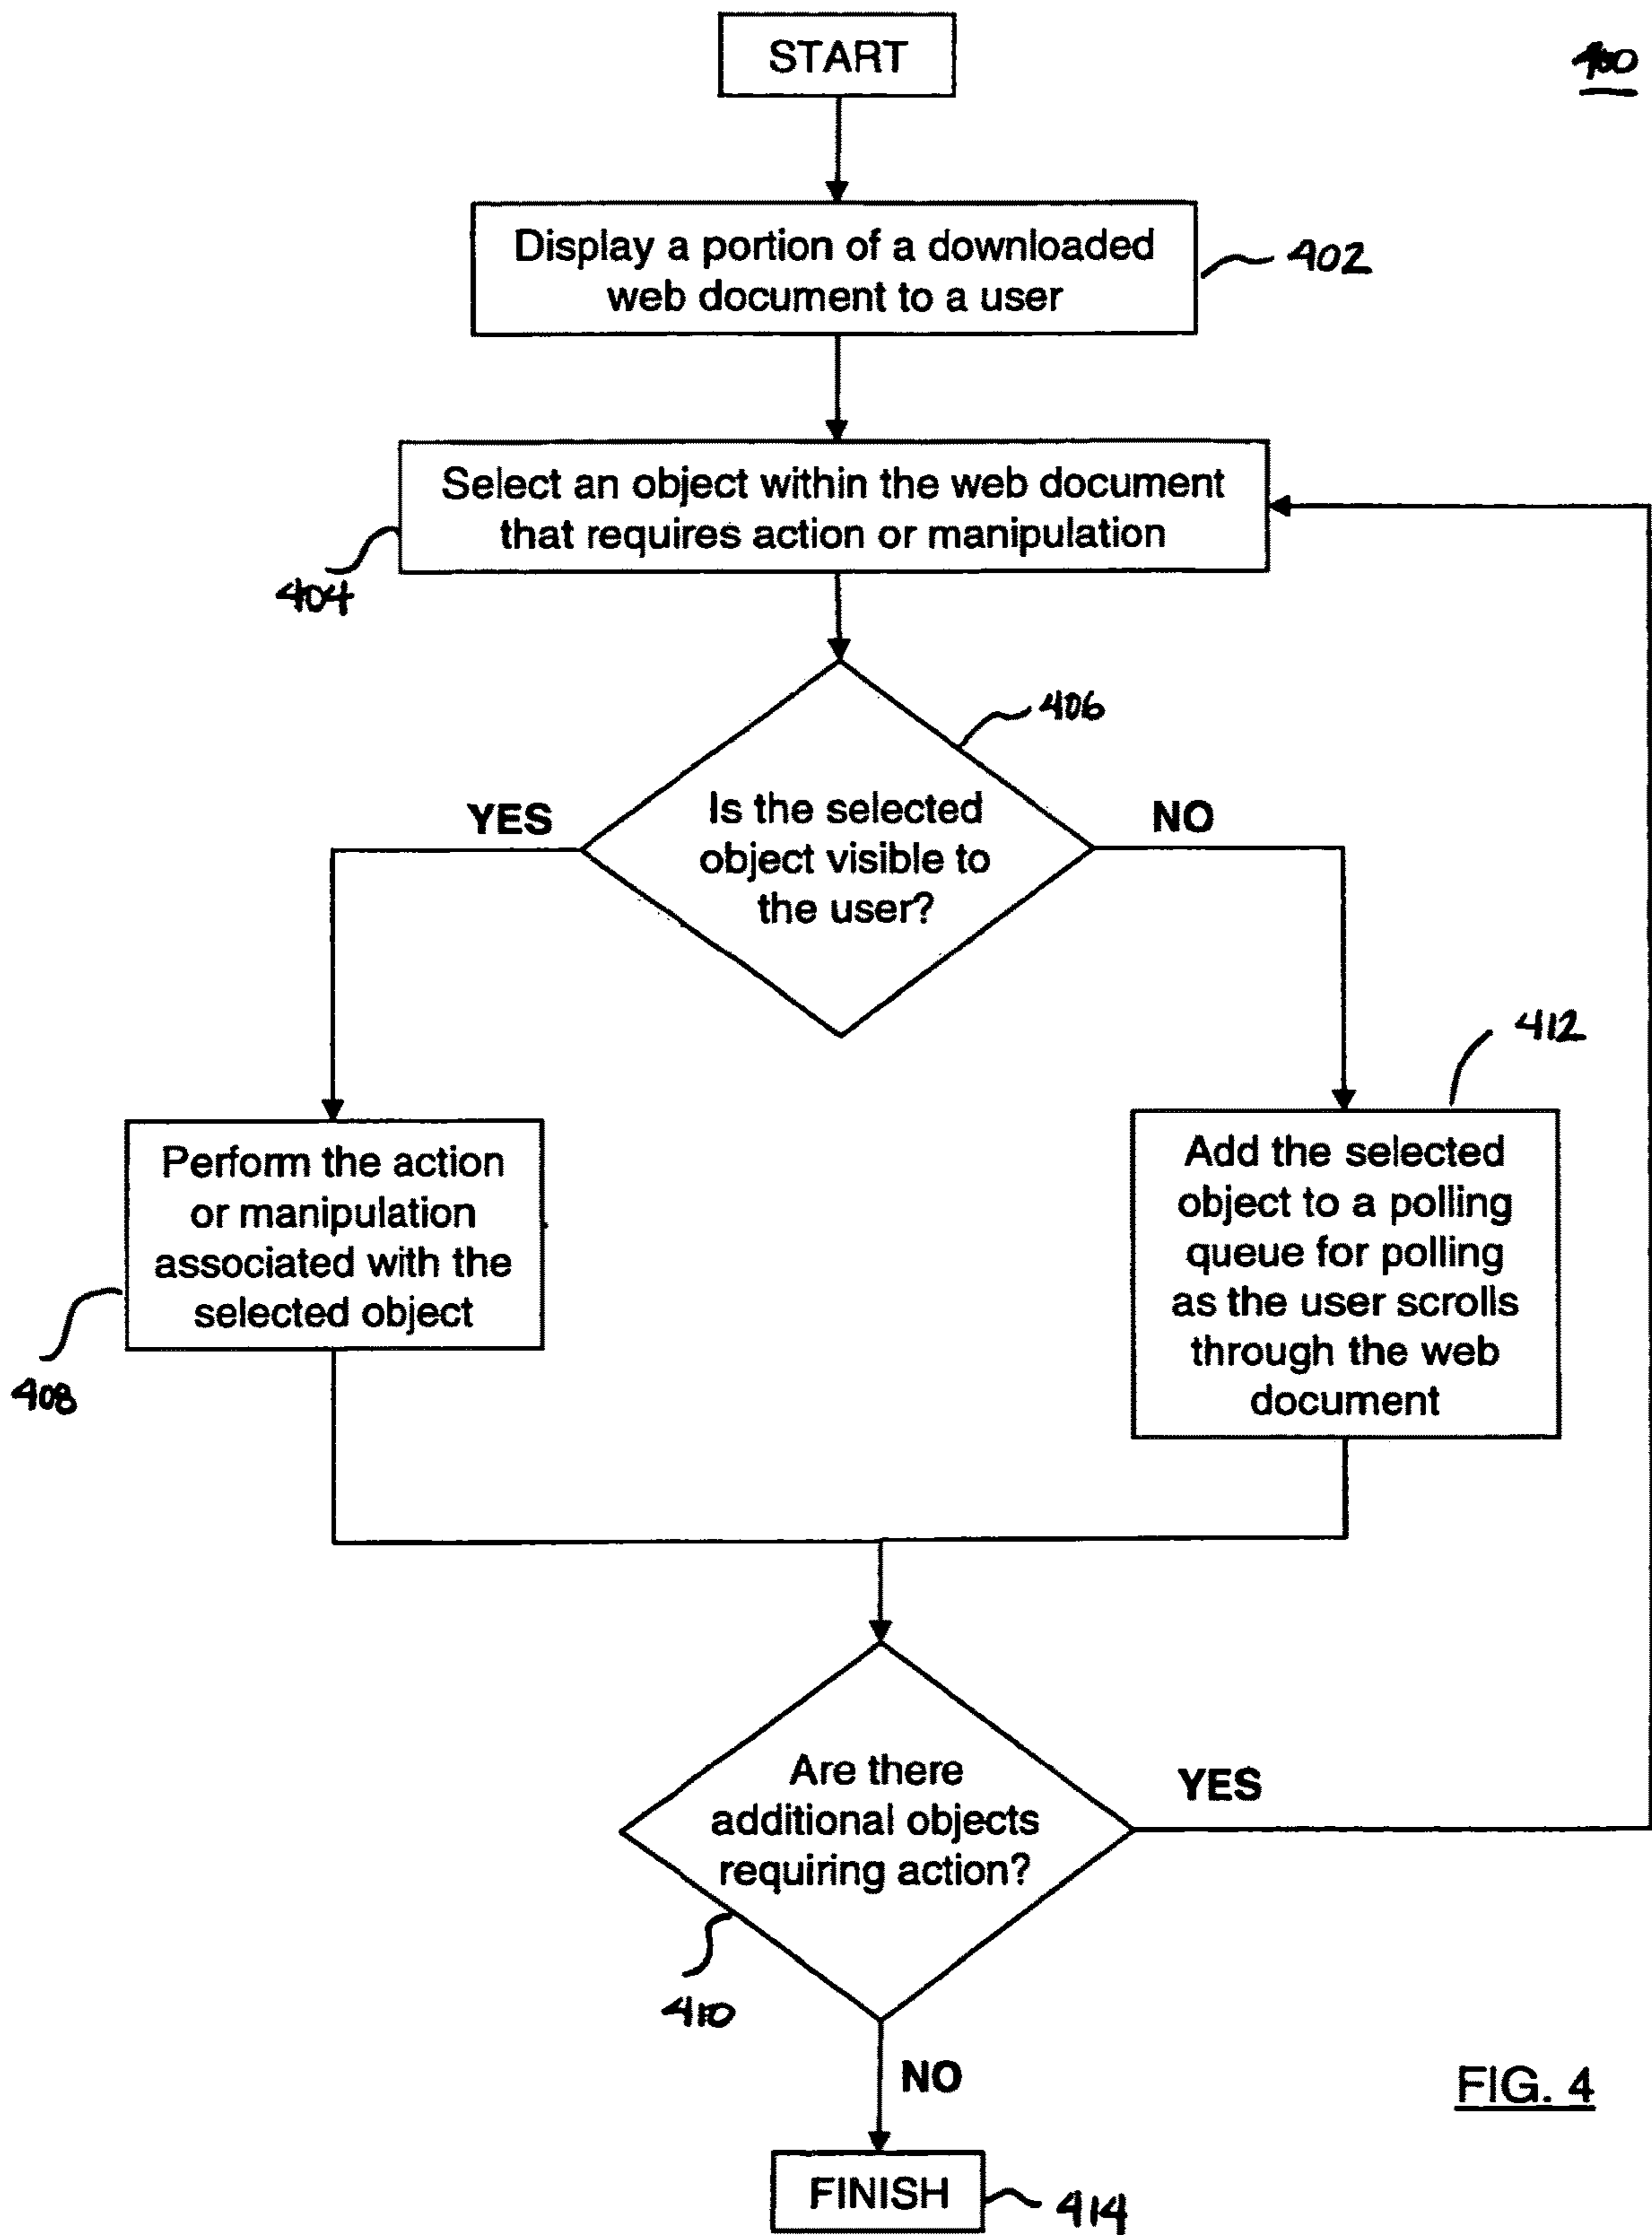 START
400
Display a portion of a downloaded
web document to a user
402
Select an object within the web document
that requires action or manipulation
404
406
YES
NO
Is the selected
object visible to
the user?
412
Perform the action
or manipulation
associated with the
selected object
408
Add the selected
object to a polling
queue for polling
as the user scrolls
through the web
document
Are there
additional objects
requiring action?
YES
410
NO
FIG. 4
FINISH
414